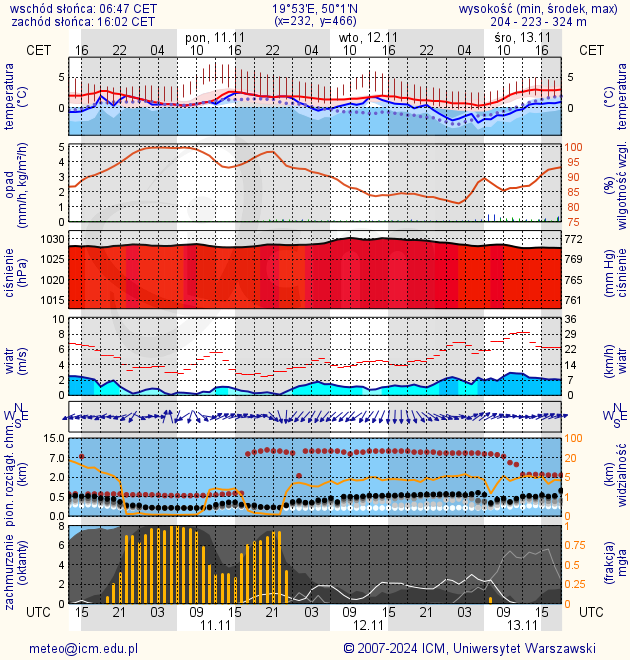 wschód słońca: 06:47 CET 19°53'E, 50°1'N wysokość (min, środek, max)
zachód słońca: 16:02 CET (x=232, y=466) 204 - 223 - 324 m
pon, 11.11 wto, 12.11 śro, 13.11
CET 16 22 04 10 16 22 04 10 16 22 04 10 16 CET
temperatura (°C) 5 0 5 0 temperatura (°C)
opad (mm/h, kg/m²/h) 5 4 3 2 1 0 100 95 90 85 80 75 (%) wilgotność wzgl.
ciśnienie (hPa) 1030 1025 1020 1015 772 769 765 761 (mm Hg) ciśnienie
wiatr (m/s) 10 8 6 4 2 0 36 29 22 14 7 0 (km/h) wiatr
N W E S N W E S
pion. rozciągł. chm. (km) 15.0 7.0 2.0 0.5 0.0 100 20 5 1 0 (km) widzialność
zachmurzenie (oktanty) 8 6 4 2 0 1 0.75 0.5 0.25 0 (frakcja) mgła
UTC 15 21 03 09 15 21 03 09 15 21 03 09 15 UTC
11.11 12.11 13.11
meteo@icm.edu.pl © 2007-2024 ICM, Uniwersytet Warszawski